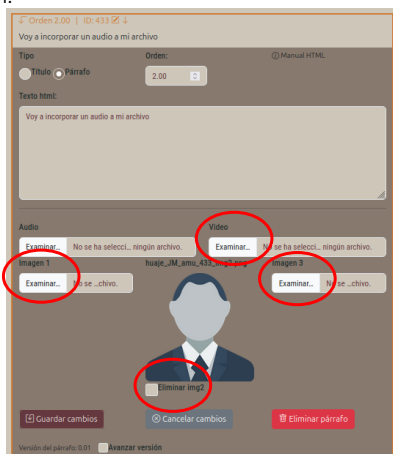 Orden 2.00 | ID: 433
Voy a incorporar un audio a mi archivo
Tipo Orden: Manual HTML
Título Párrafo 2.00
Texto html:
Voy a incorporar un audio a mi archivo
Audio Video
Examinar... No se ha selecci... ningún archivo. Examinar... No se ha selecci... ningún archivo.
Imagen 1 huaje_JM_amu_433_img2.png Imagen 3
Examinar... No se ...chivo. Examinar... No se ...chivo.
Eliminar img2
Guardar cambios Cancelar cambios Eliminar párrafo
Versión del párrafo: 0.01 Avanzar versión